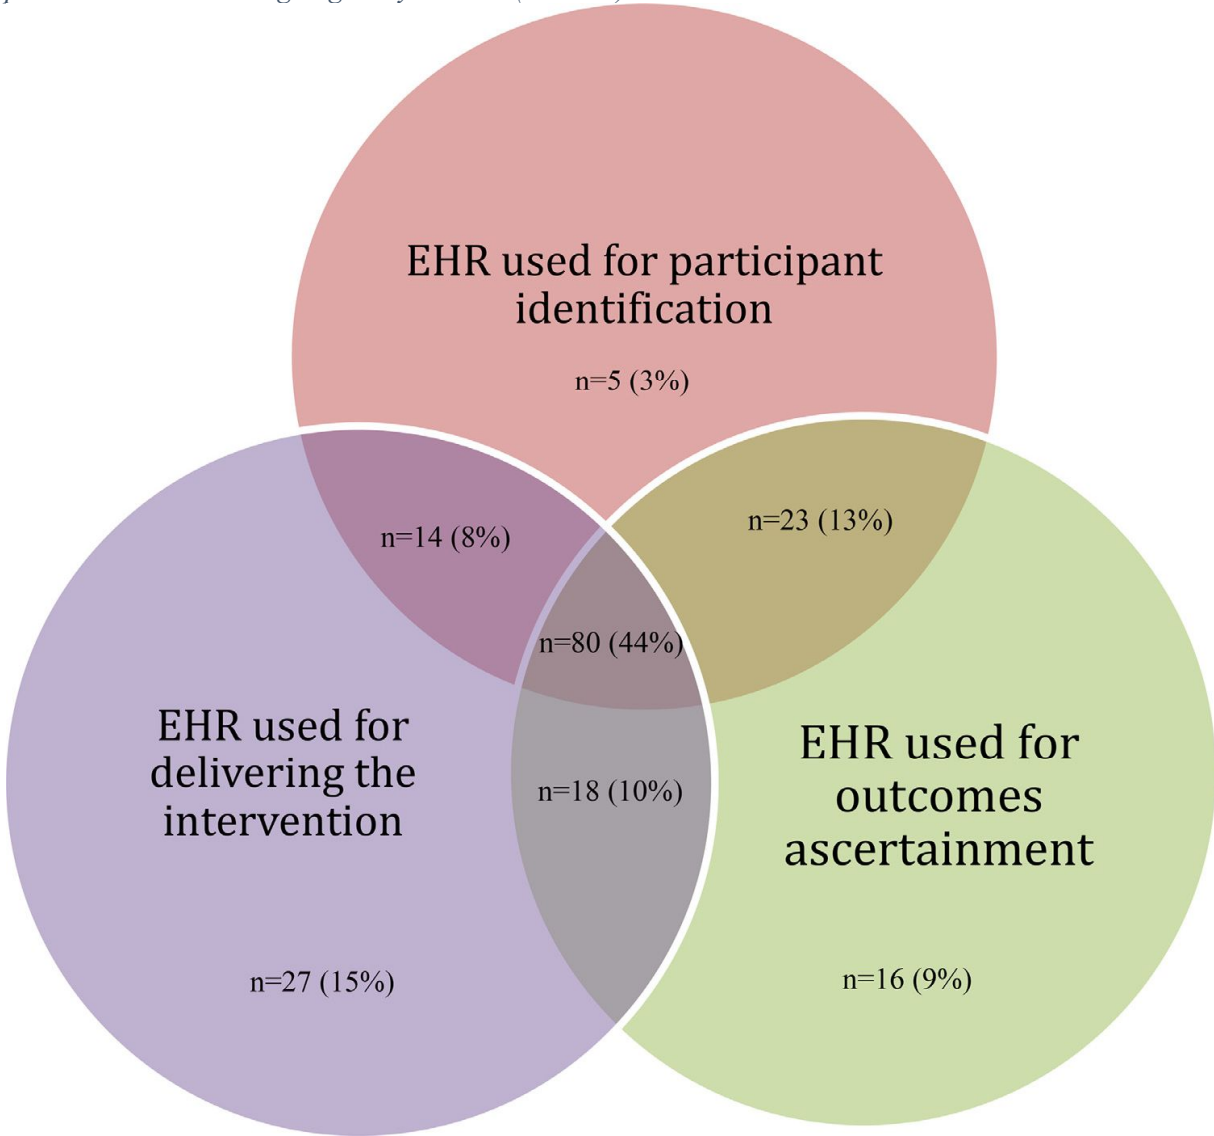 EHR used for participant
identification
n=5 (3%)
n=14 (8%)
n=23 (13%)
n=80 (44%)
EHR used for
delivering the
intervention
n=18 (10%)
EHR used for
outcomes
ascertainment
n=27 (15%)
n=16 (9%)